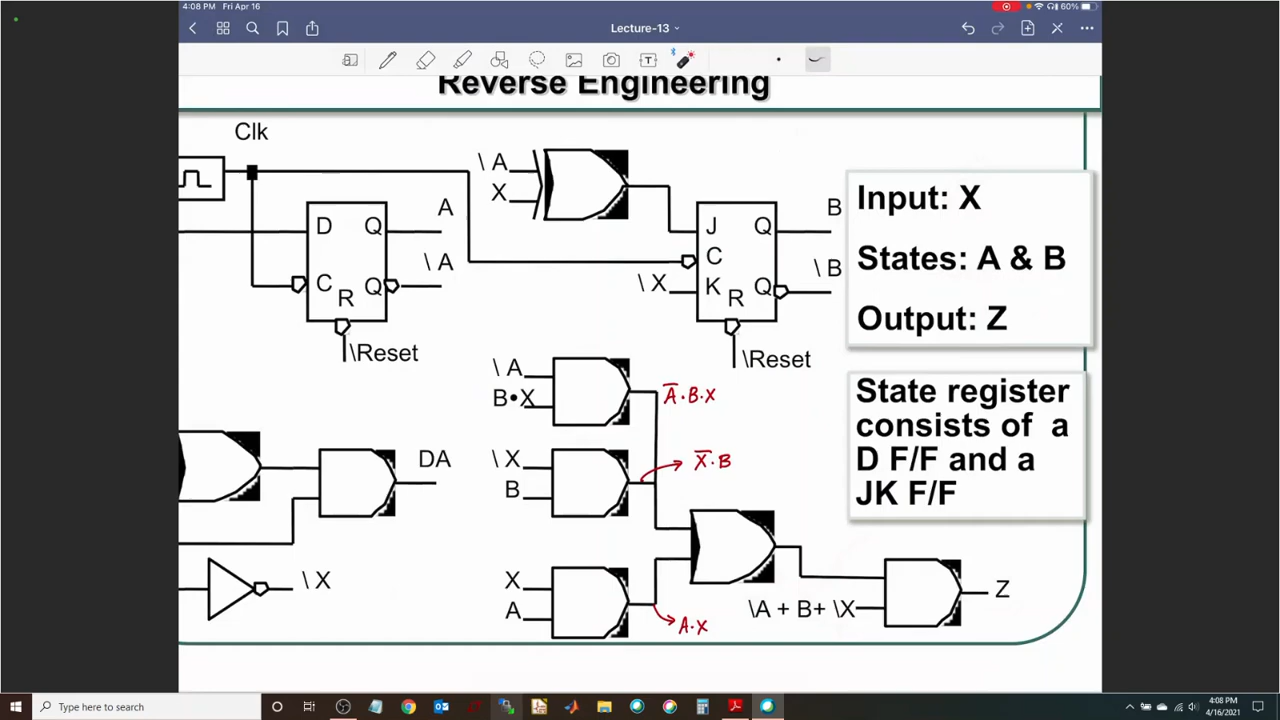 4:08 PM Fri Apr 16
60%
Lecture-13
Reverse Engineering
Clk
\ A
X
D Q
A
\ A
C
R
Q
\Reset
J Q
B
C
\ X
K R Q
\ B
\Reset
Input: X
States: A & B
Output: Z
State register
consists of a
D F/F and a
JK F/F
\ A
B•X
A̅·B·X
\ X
B
X̅·B
DA
\ X
X
A
A·X
\A + B+ \X
Z
Type here to search
4:08 PM
4/16/2021